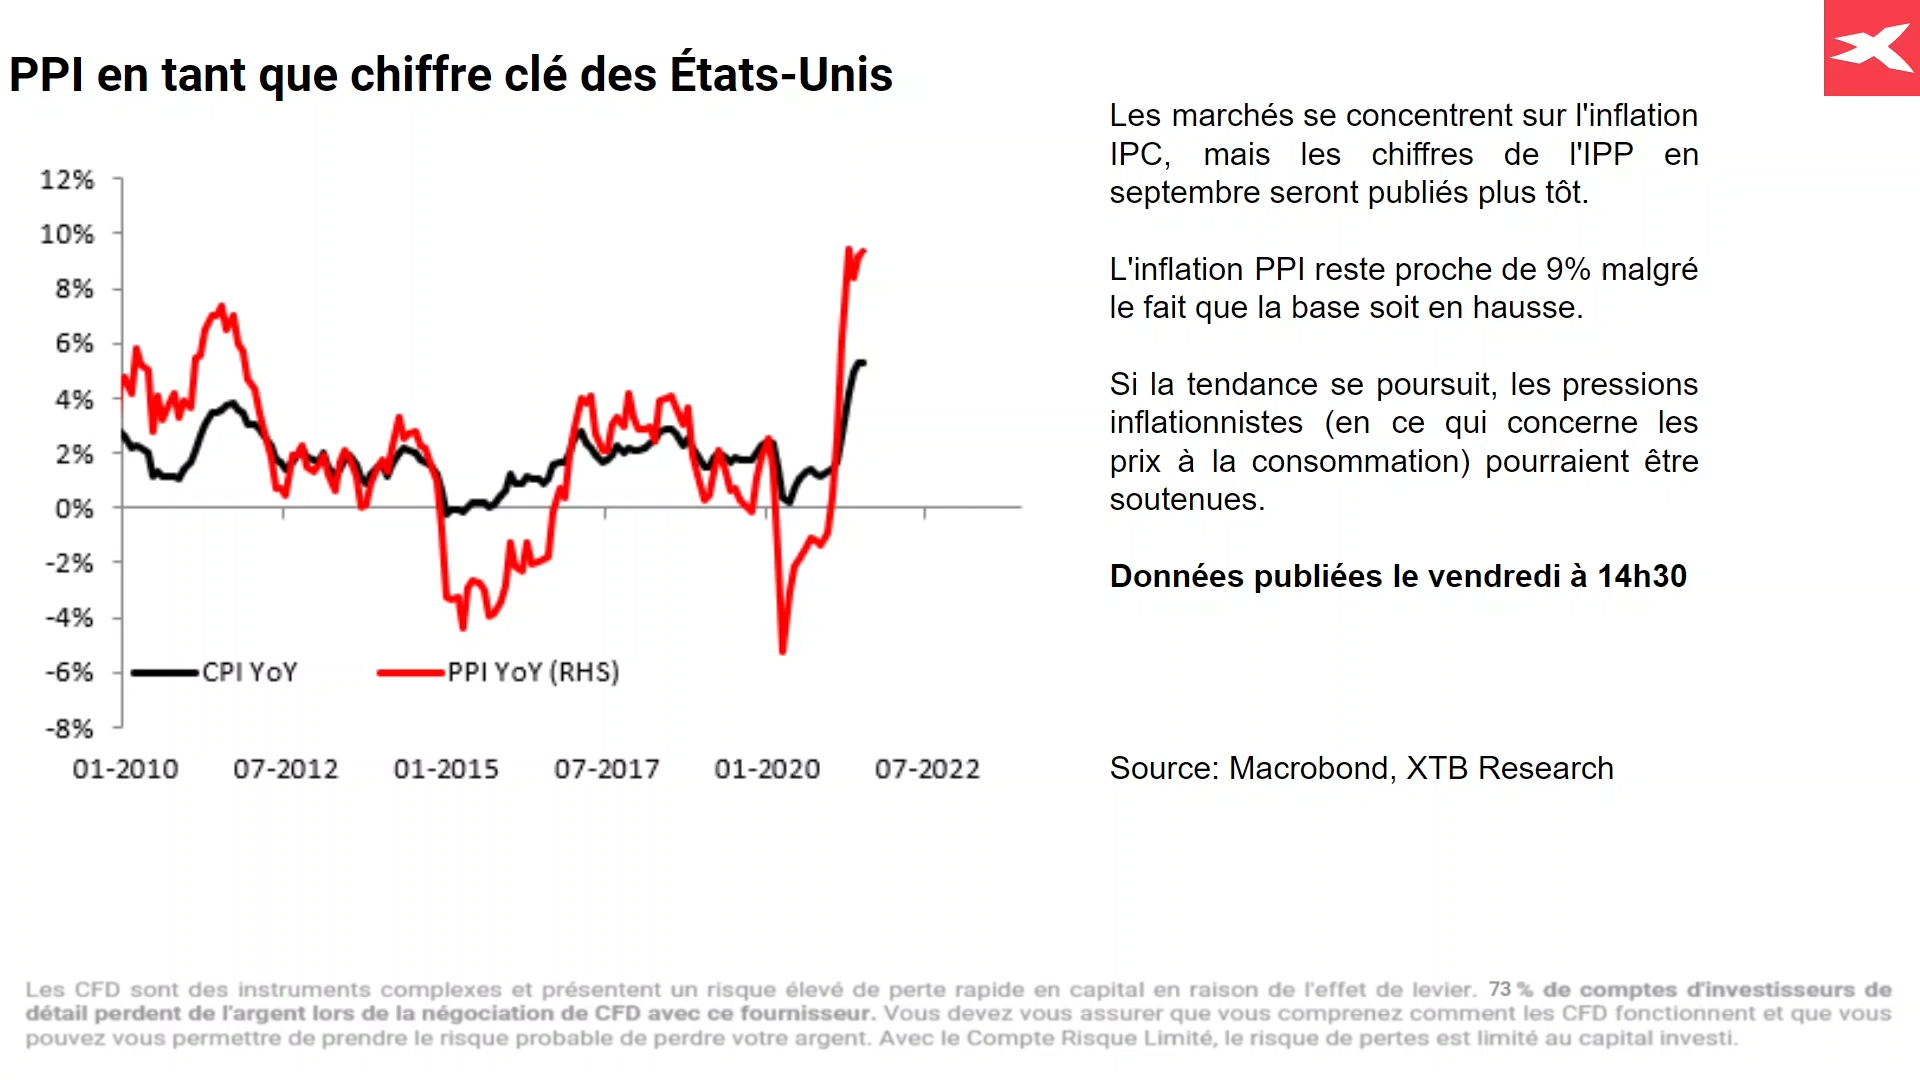 PPI en tant que chiffre clé des États-Unis
Les marchés se concentrent sur l'inflation
IPC, mais les chiffres de l'IPP en
septembre seront publiés plus tôt.
L'inflation PPI reste proche de 9% malgré
le fait que la base soit en hausse.
Si la tendance se poursuit, les pressions
inflationnistes (en ce qui concerne les
prix à la consommation) pourraient être
soutenues.
Données publiées le vendredi à 14h30
Source: Macrobond, XTB Research
12%
10%
8%
6%
4%
2%
0%
-2%
-4%
-6%
-8%
CPI YoY
PPI YoY (RHS)
01-2010 07-2012 01-2015 07-2017 01-2020 07-2022
Les CFD sont des instruments complexes et présentent un risque élevé de perte rapide en capital en raison de l'effet de levier. 73 % de comptes d'investisseurs de
détail perdent de l'argent lors de la négociation de CFD avec ce fournisseur. Vous devez vous assurer que vous comprenez comment les CFD fonctionnent et que vous
pouvez vous permettre de prendre le risque probable de perdre votre argent. Avec le Compte Risque Limité, le risque de pertes est limité au capital investi.